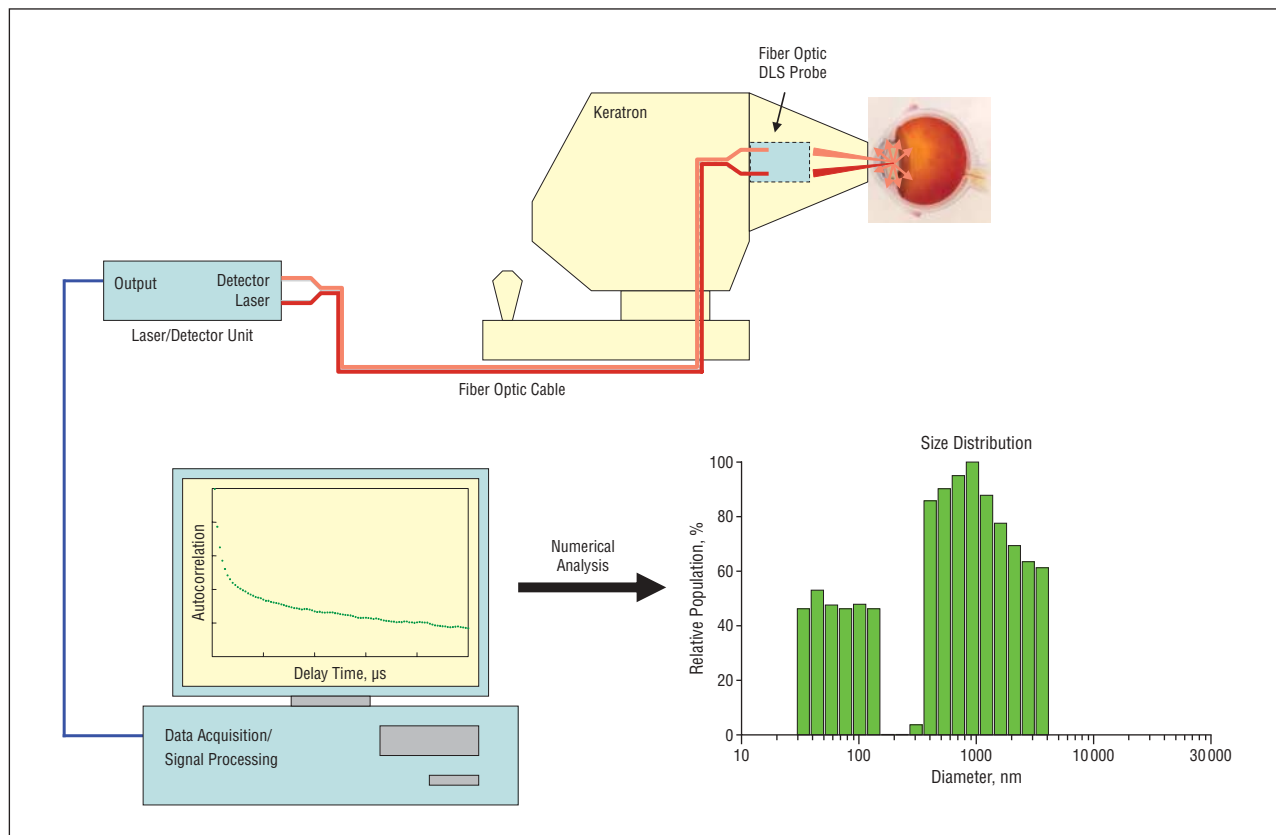 Fiber Optic
DLS Probe
Keratron
Output
Detector
Laser
Laser/Detector Unit
Fiber Optic Cable
Autocorrelation
Delay Time, μs
Data Acquisition/
Signal Processing
Numerical
Analysis
Size Distribution
Relative Population, %
100
80
60
40
20
0
10
100
1000
10 000
30 000
Diameter, nm